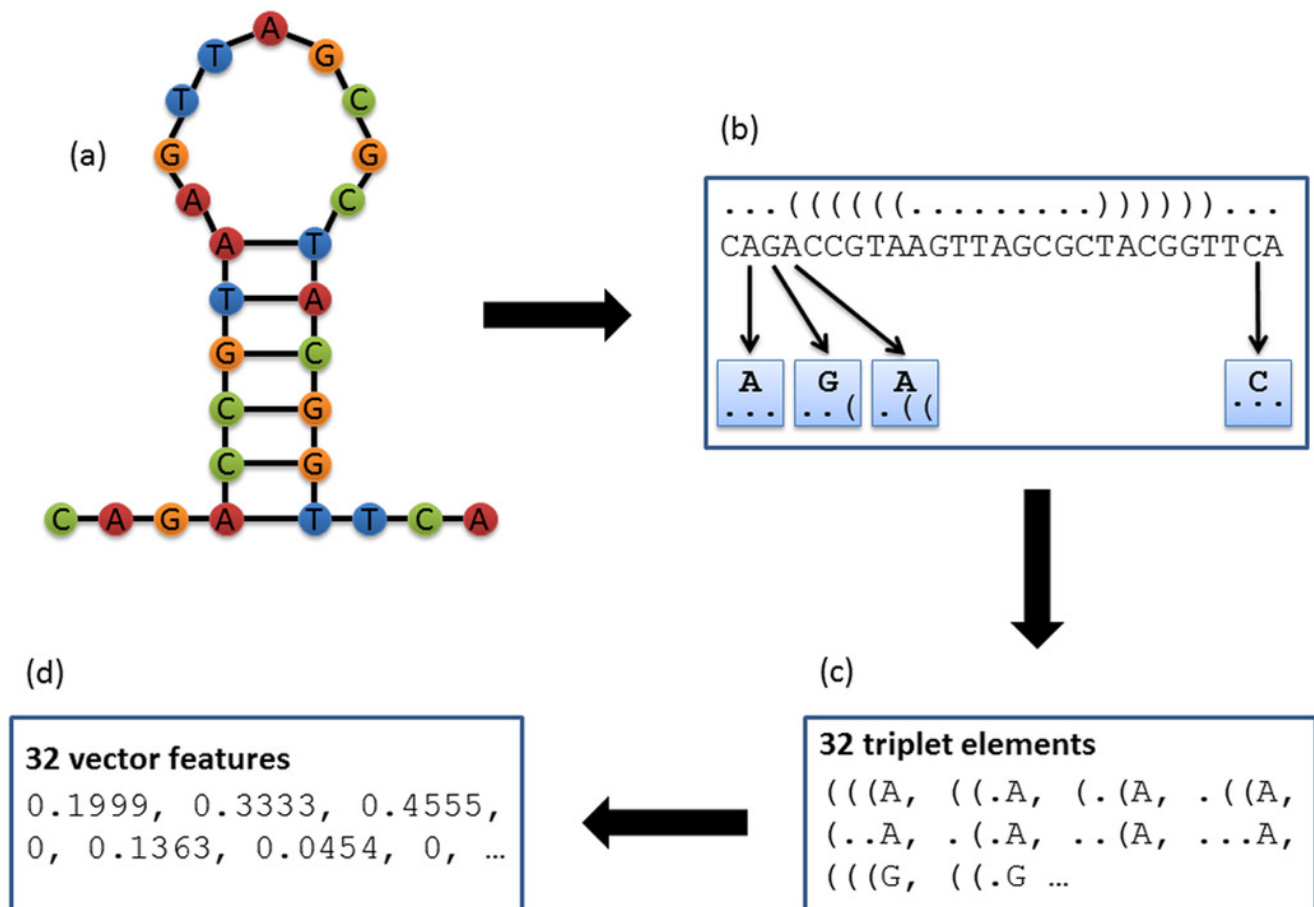 (a)
A
T G
T C
G G
A C
A T
T A
G C
C G
C G
C A G A T T C A
(b)
...((((((.........))))))...
CAGACCGTAAGTTAGCGCTACGGTTCA
A
...
G
..(
A
.((
C
...
(c)
32 triplet elements
(((A, ((.A, (.(A, .((A,
(..A, .(.A, ..(A, ...A,
(((G, ((.G …
(d)
32 vector features
0.1999, 0.3333, 0.4555,
0, 0.1363, 0.0454, 0, …